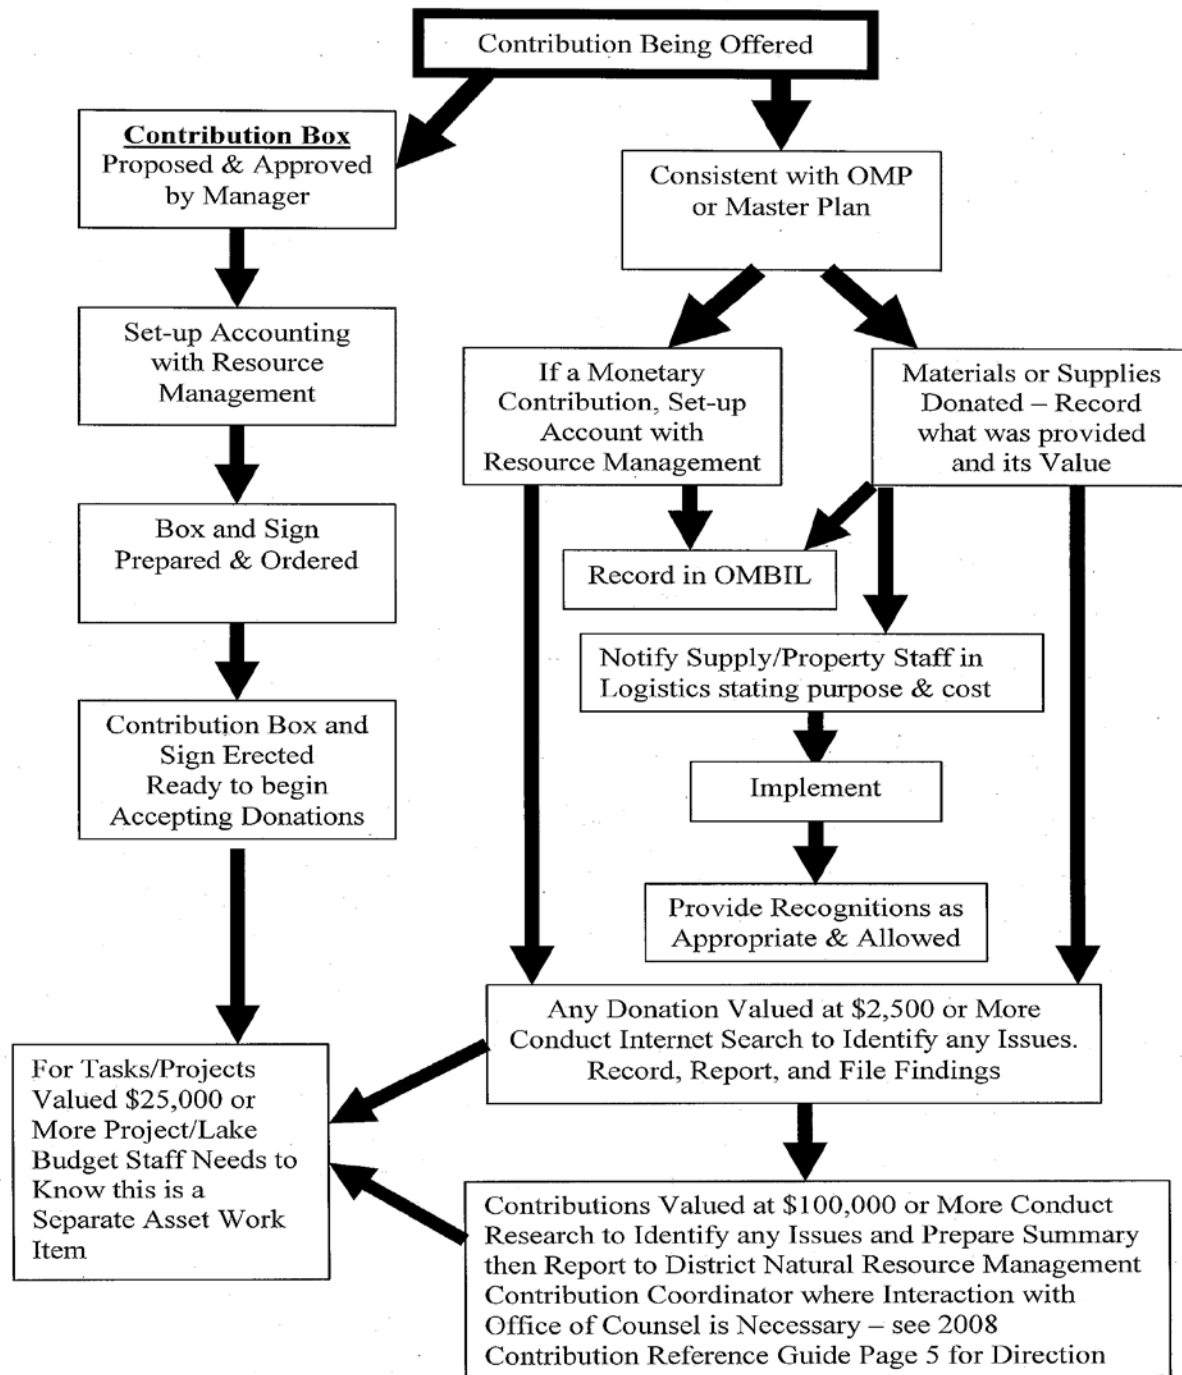 Contribution Being Offered
Contribution Box
Proposed & Approved
by Manager
Consistent with OMP
or Master Plan
Set-up Accounting
with Resource
Management
If a Monetary
Contribution, Set-up
Account with
Resource Management
Materials or Supplies
Donated – Record
what was provided
and its Value
Box and Sign
Prepared & Ordered
Record in OMBIL
Notify Supply/Property Staff in
Logistics stating purpose & cost
Contribution Box and
Sign Erected
Ready to begin
Accepting Donations
Implement
Provide Recognitions as
Appropriate & Allowed
Any Donation Valued at $2,500 or More
Conduct Internet Search to Identify any Issues.
Record, Report, and File Findings
For Tasks/Projects
Valued $25,000 or
More Project/Lake
Budget Staff Needs to
Know this is a
Separate Asset Work
Item
Contributions Valued at $100,000 or More Conduct
Research to Identify any Issues and Prepare Summary
then Report to District Natural Resource Management
Contribution Coordinator where Interaction with
Office of Counsel is Necessary – see 2008
Contribution Reference Guide Page 5 for Direction